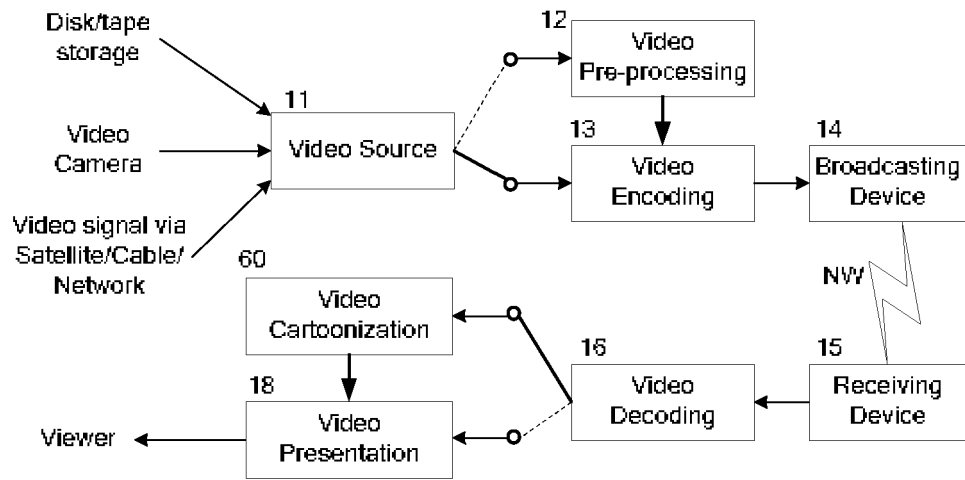 Disk/tape
storage
12
Video
Pre-processing
11
Video
Camera
Video Source
13
Video
Encoding
14
Broadcasting
Device
Video signal via
Satellite/Cable/
Network
60
Video
Cartoonization
NW
16
Video
Decoding
15
Receiving
Device
18
Video
Presentation
Viewer